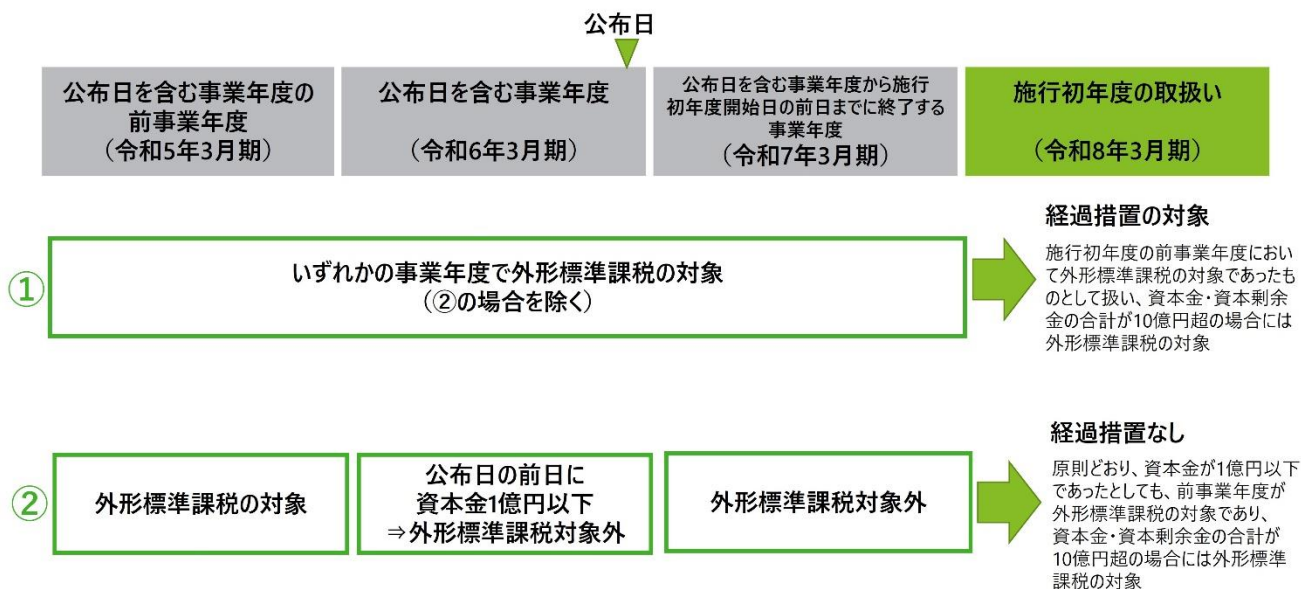 公布日
公布日を含む事業年度の
前事業年度
（令和5年3月期）
公布日を含む事業年度
（令和6年3月期）
公布日を含む事業年度から施行
初年度開始日の前日までに終了する
事業年度
（令和7年3月期）
施行初年度の取扱い
（令和8年3月期）
①
いずれかの事業年度で外形標準課税の対象
（②の場合を除く）
経過措置の対象
施行初年度の前事業年度におい
て外形標準課税の対象であったも
のとして扱い、資本金・資本剰余
金の合計が10億円超の場合には
外形標準課税の対象
②
外形標準課税の対象
公布日の前日に
資本金1億円以下
⇒外形標準課税対象外
外形標準課税対象外
経過措置なし
原則どおり、資本金が1億円以下
であったとしても、前事業年度が
外形標準課税の対象であり、
資本金・資本剰余金の合計が
10億円超の場合には外形標準
課税の対象